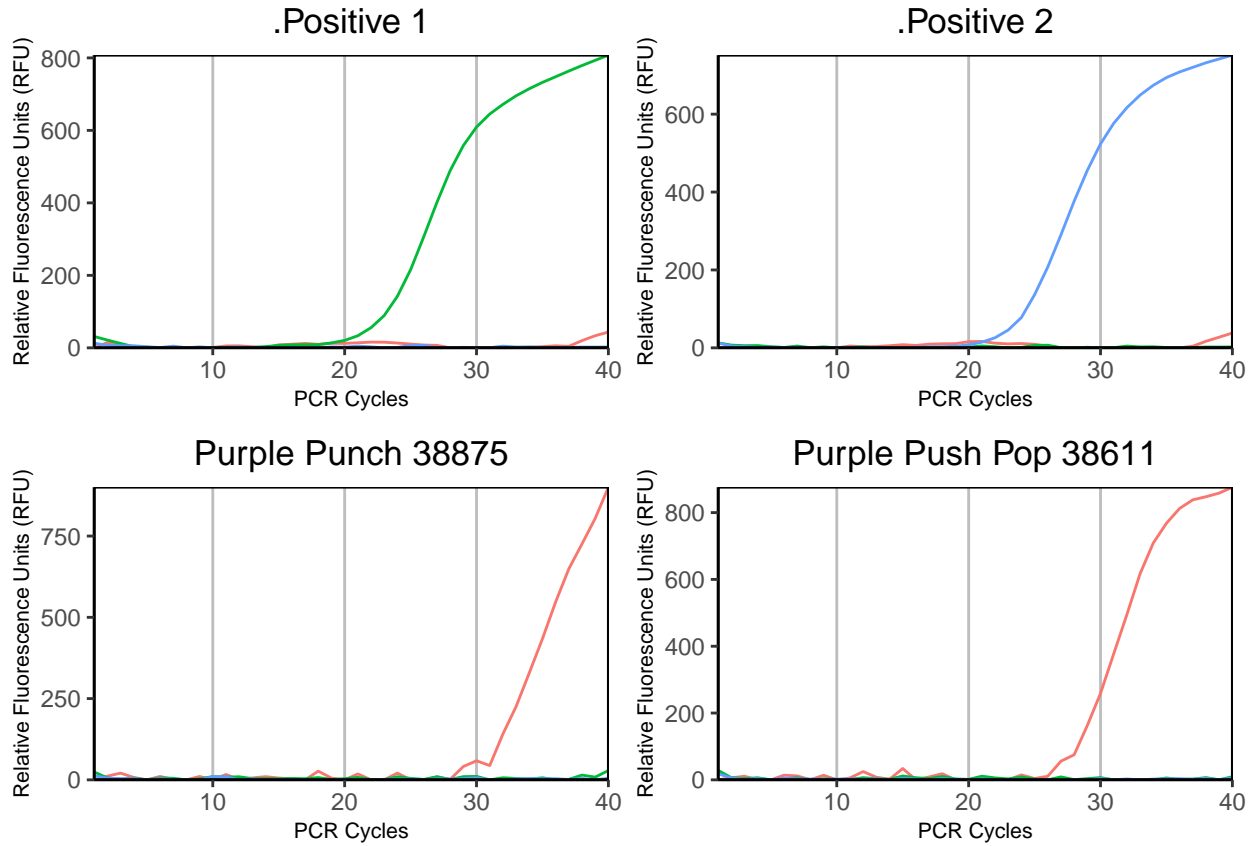 .Positive 1
Relative Fluorescence Units (RFU)
800
600
400
200
0
10
20
30
40
PCR Cycles
.Positive 2
Relative Fluorescence Units (RFU)
600
400
200
0
10
20
30
40
PCR Cycles
Purple Punch 38875
Relative Fluorescence Units (RFU)
750
500
250
0
10
20
30
40
PCR Cycles
Purple Push Pop 38611
Relative Fluorescence Units (RFU)
800
600
400
200
0
10
20
30
40
PCR Cycles